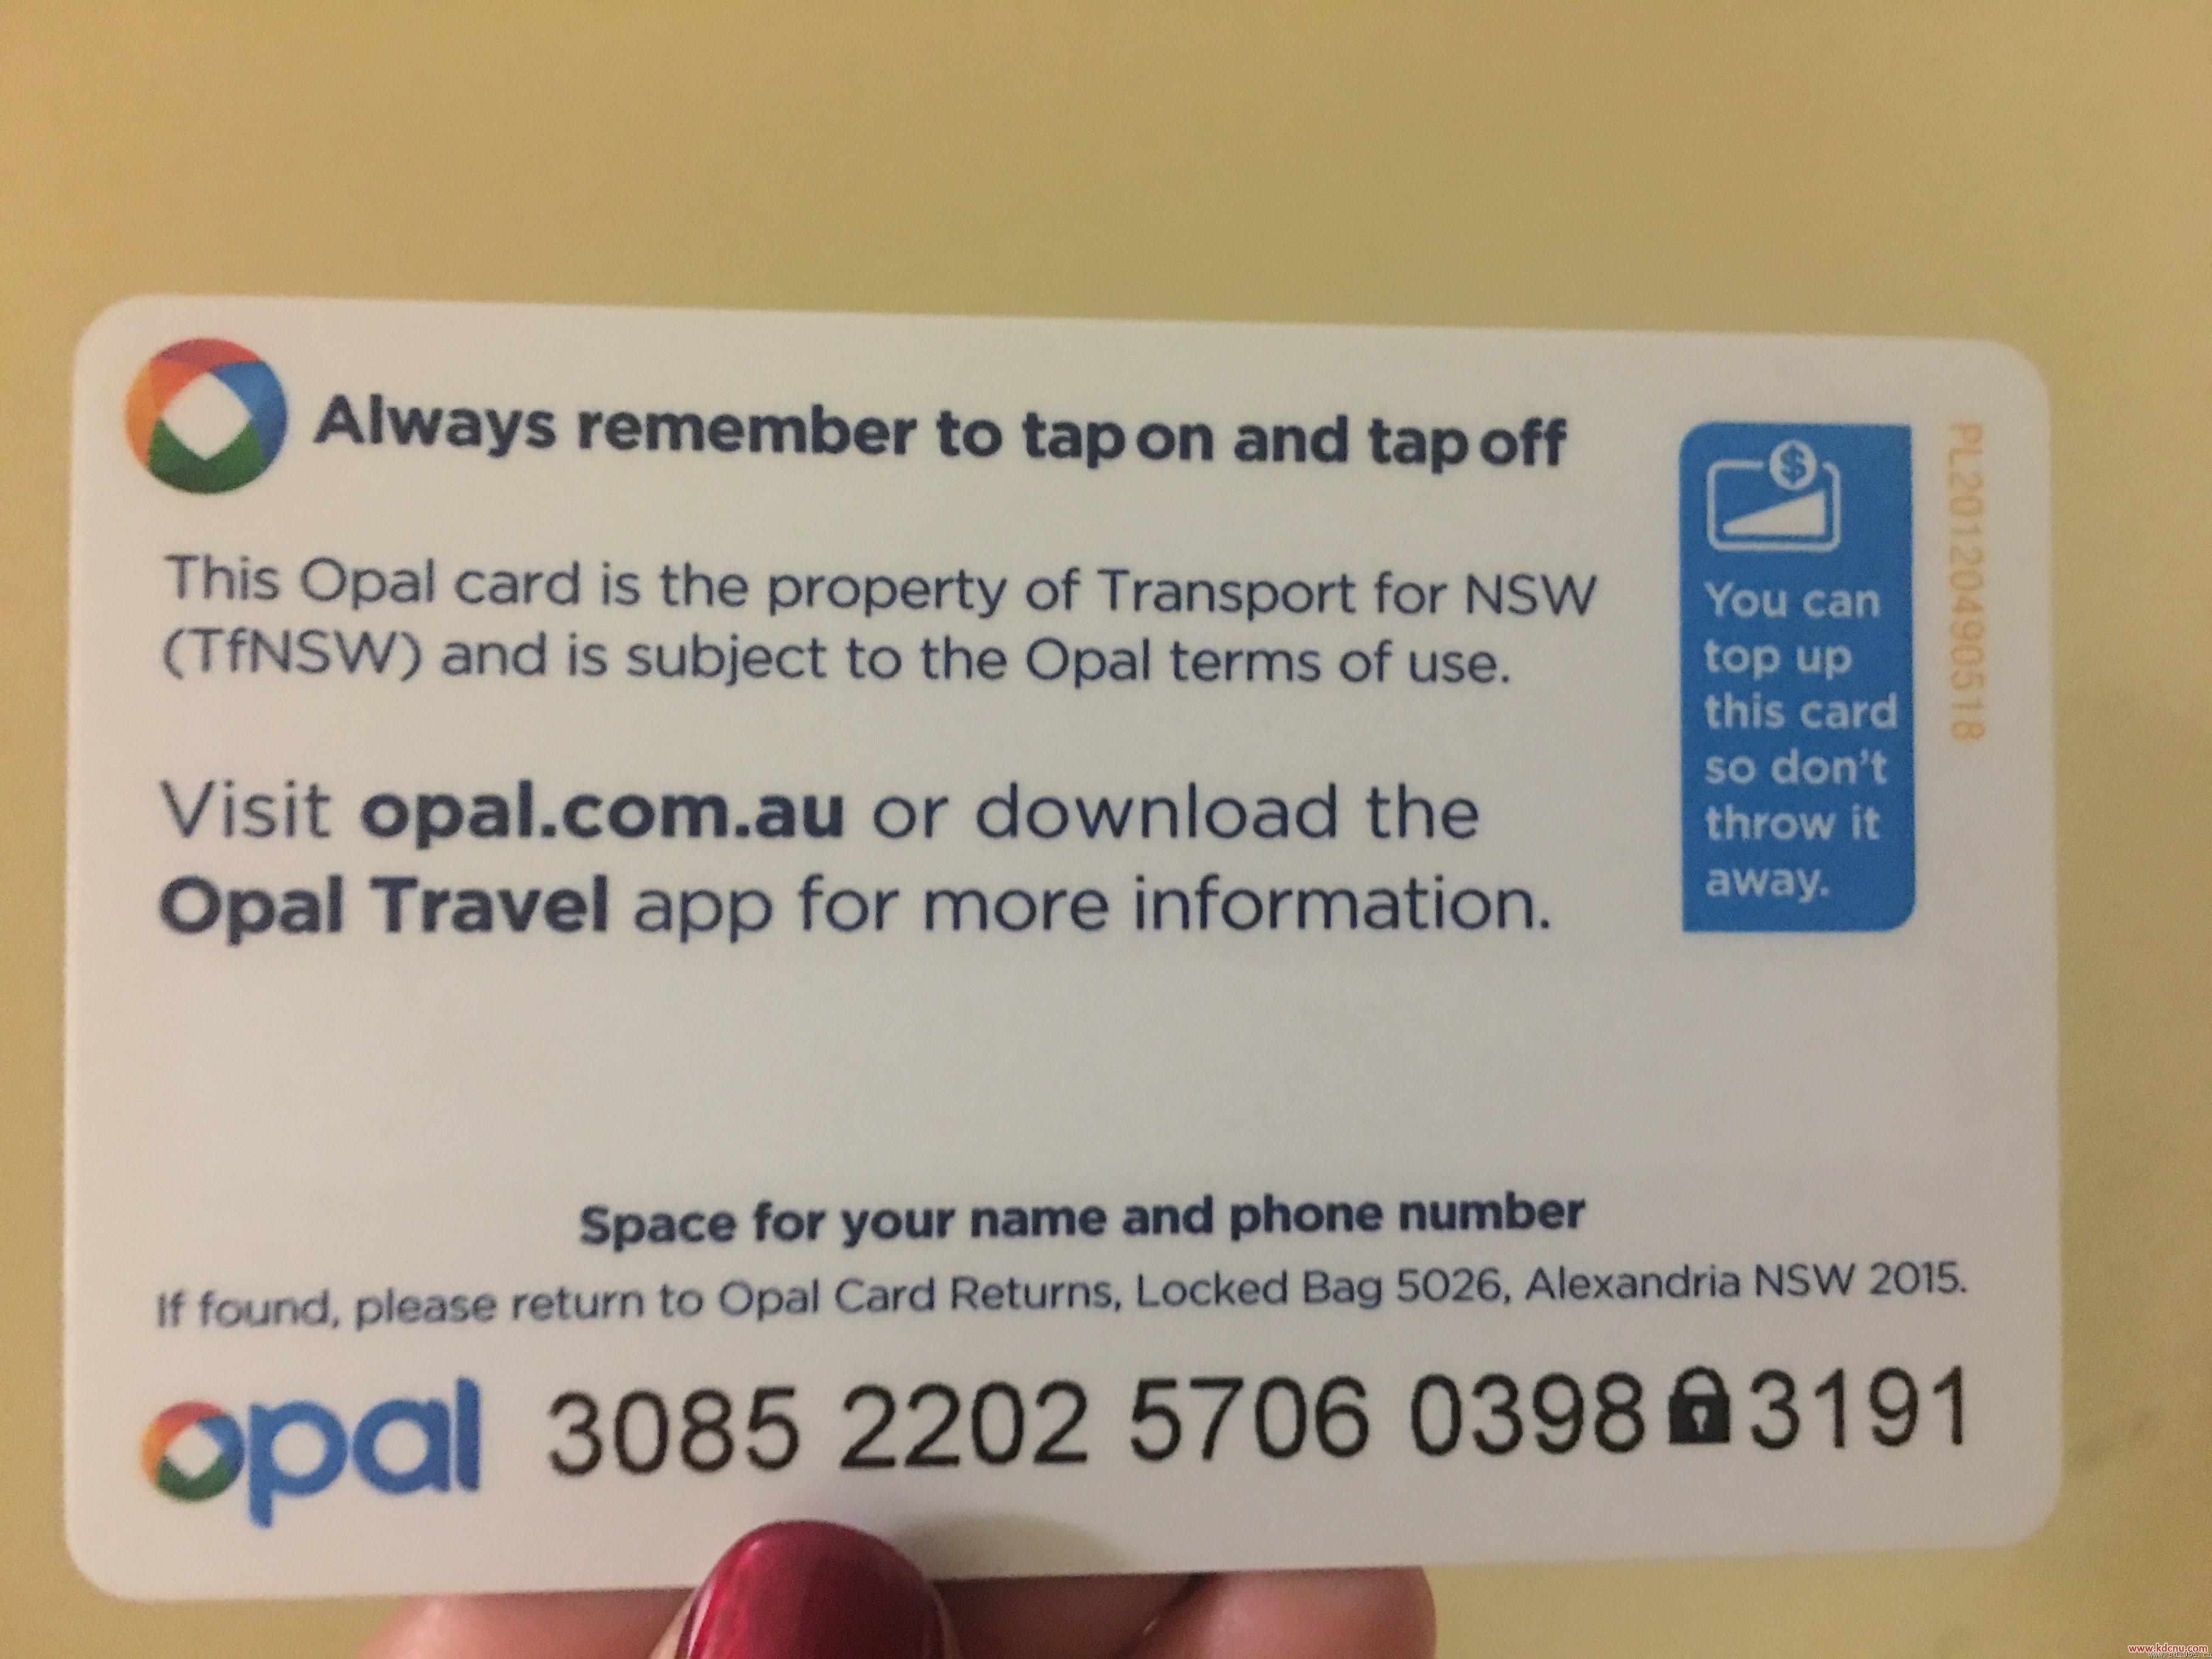 Always remember to tap on and tap off
This Opal card is the property of Transport for NSW
(TfNSW) and is subject to the Opal terms of use.
Visit opal.com.au or download the
Opal Travel app for more information.
You can
top up
this card
so don't
throw it
away.
PL201120490518
Space for your name and phone number
If found, please return to Opal Card Returns, Locked Bag 5026, Alexandria NSW 2015.
opal 3085 2202 5706 0398 3191
www.kdcnu.com